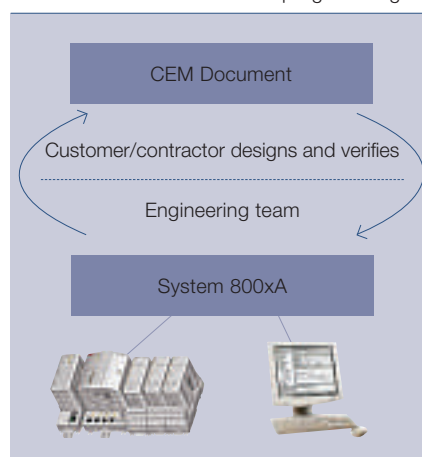 CEM Document
Customer/contractor designs and verifies
Engineering team
System 800xA